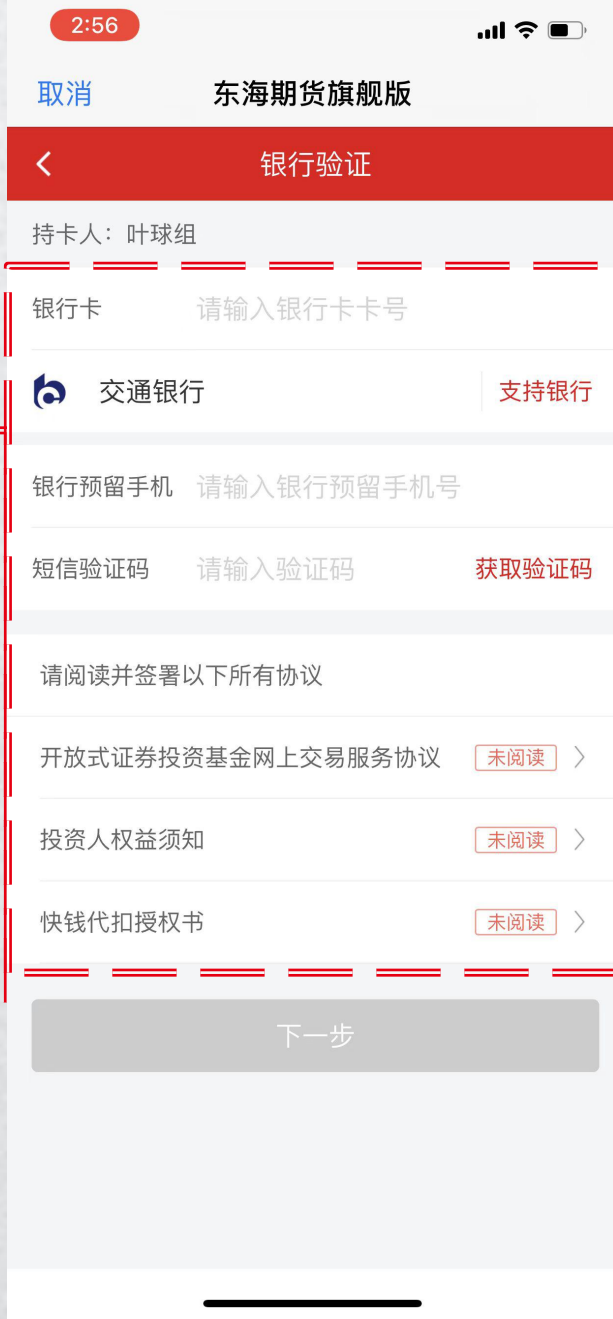 2:56
取消 东海期货旗舰版
银行验证
持卡人：叶球组
银行卡 请输入银行卡卡号
交通银行 支持银行
银行预留手机 请输入银行预留手机号
短信验证码 请输入验证码 获取验证码
请阅读并签署以下所有协议
开放式证券投资基金网上交易服务协议 未阅读
投资人权益须知 未阅读
快钱代扣授权书 未阅读
下一步